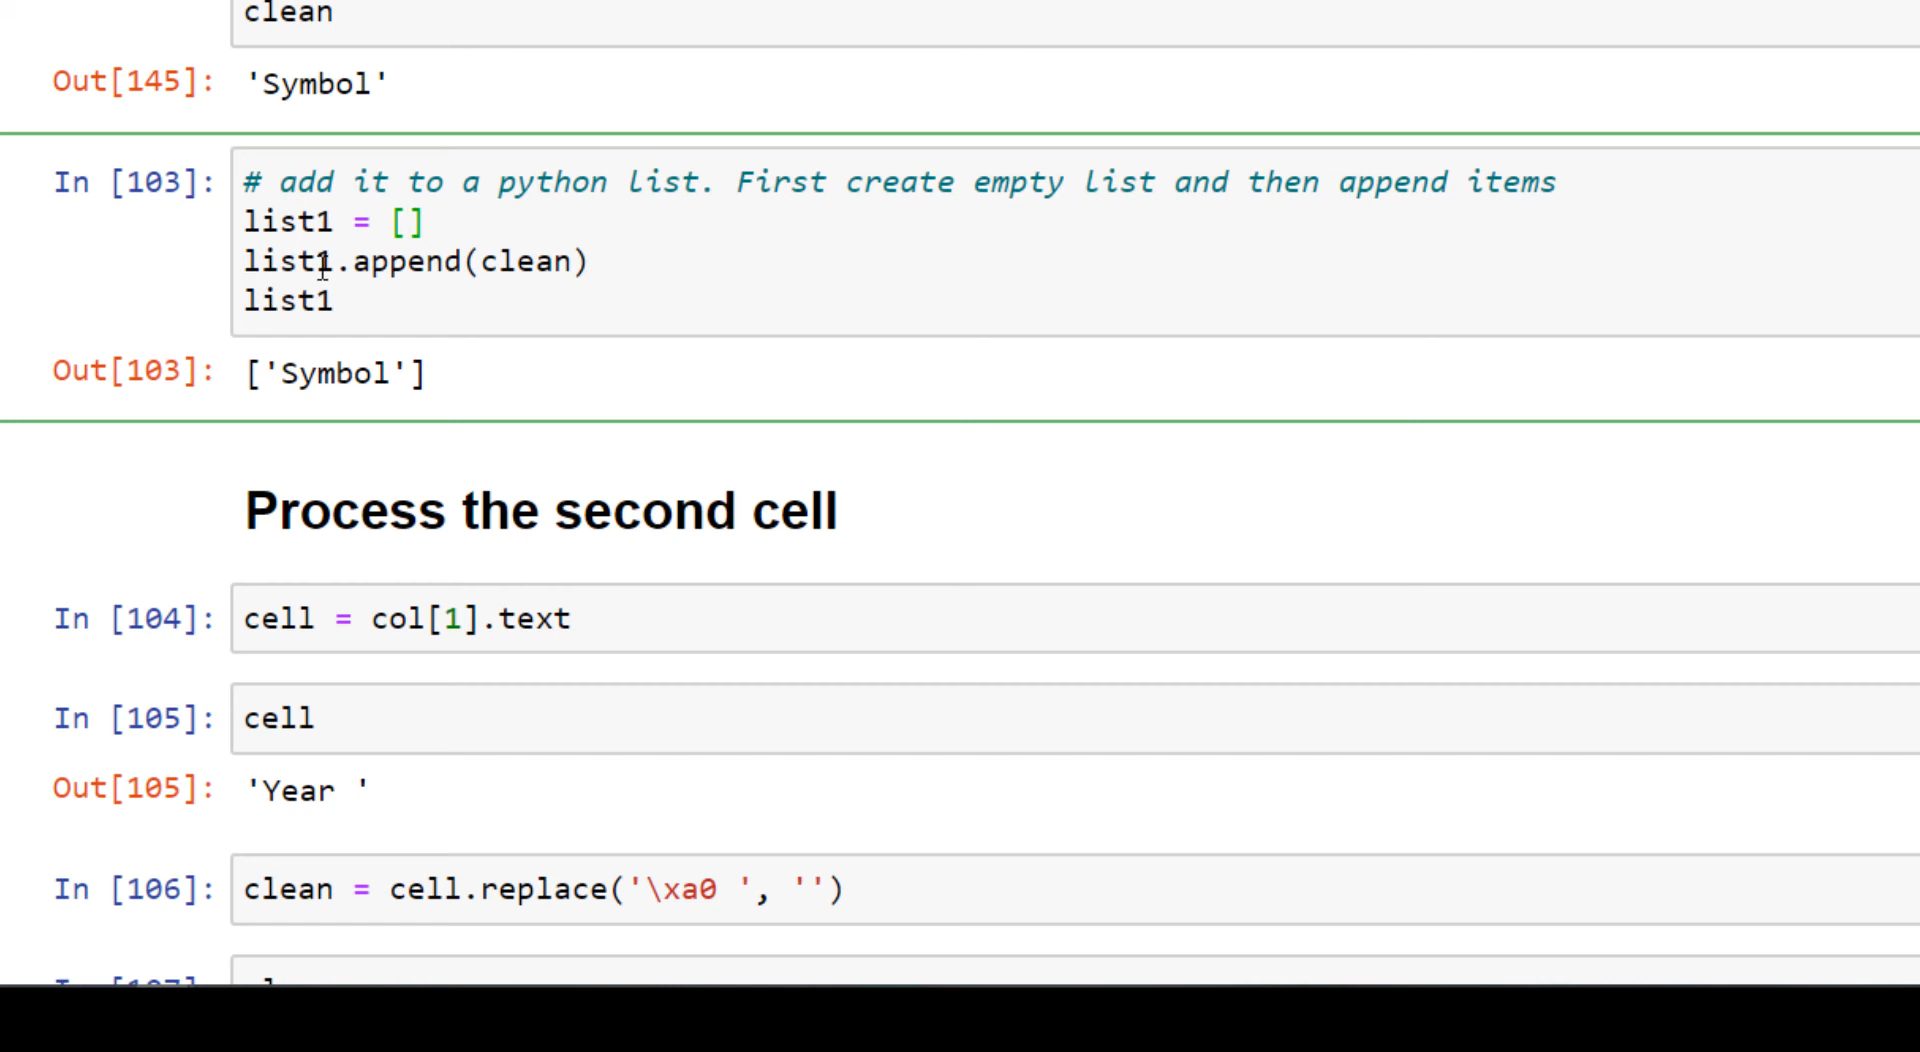 clean
Out[145]: 'Symbol'
In [103]: # add it to a python list. First create empty list and then append items
list1 = []
list1.append(clean)
list1
Out[103]: ['Symbol']
Process the second cell
In [104]: cell = col[1].text
In [105]: cell
Out[105]: 'Year '
In [106]: clean = cell.replace('\xa0 ', '')